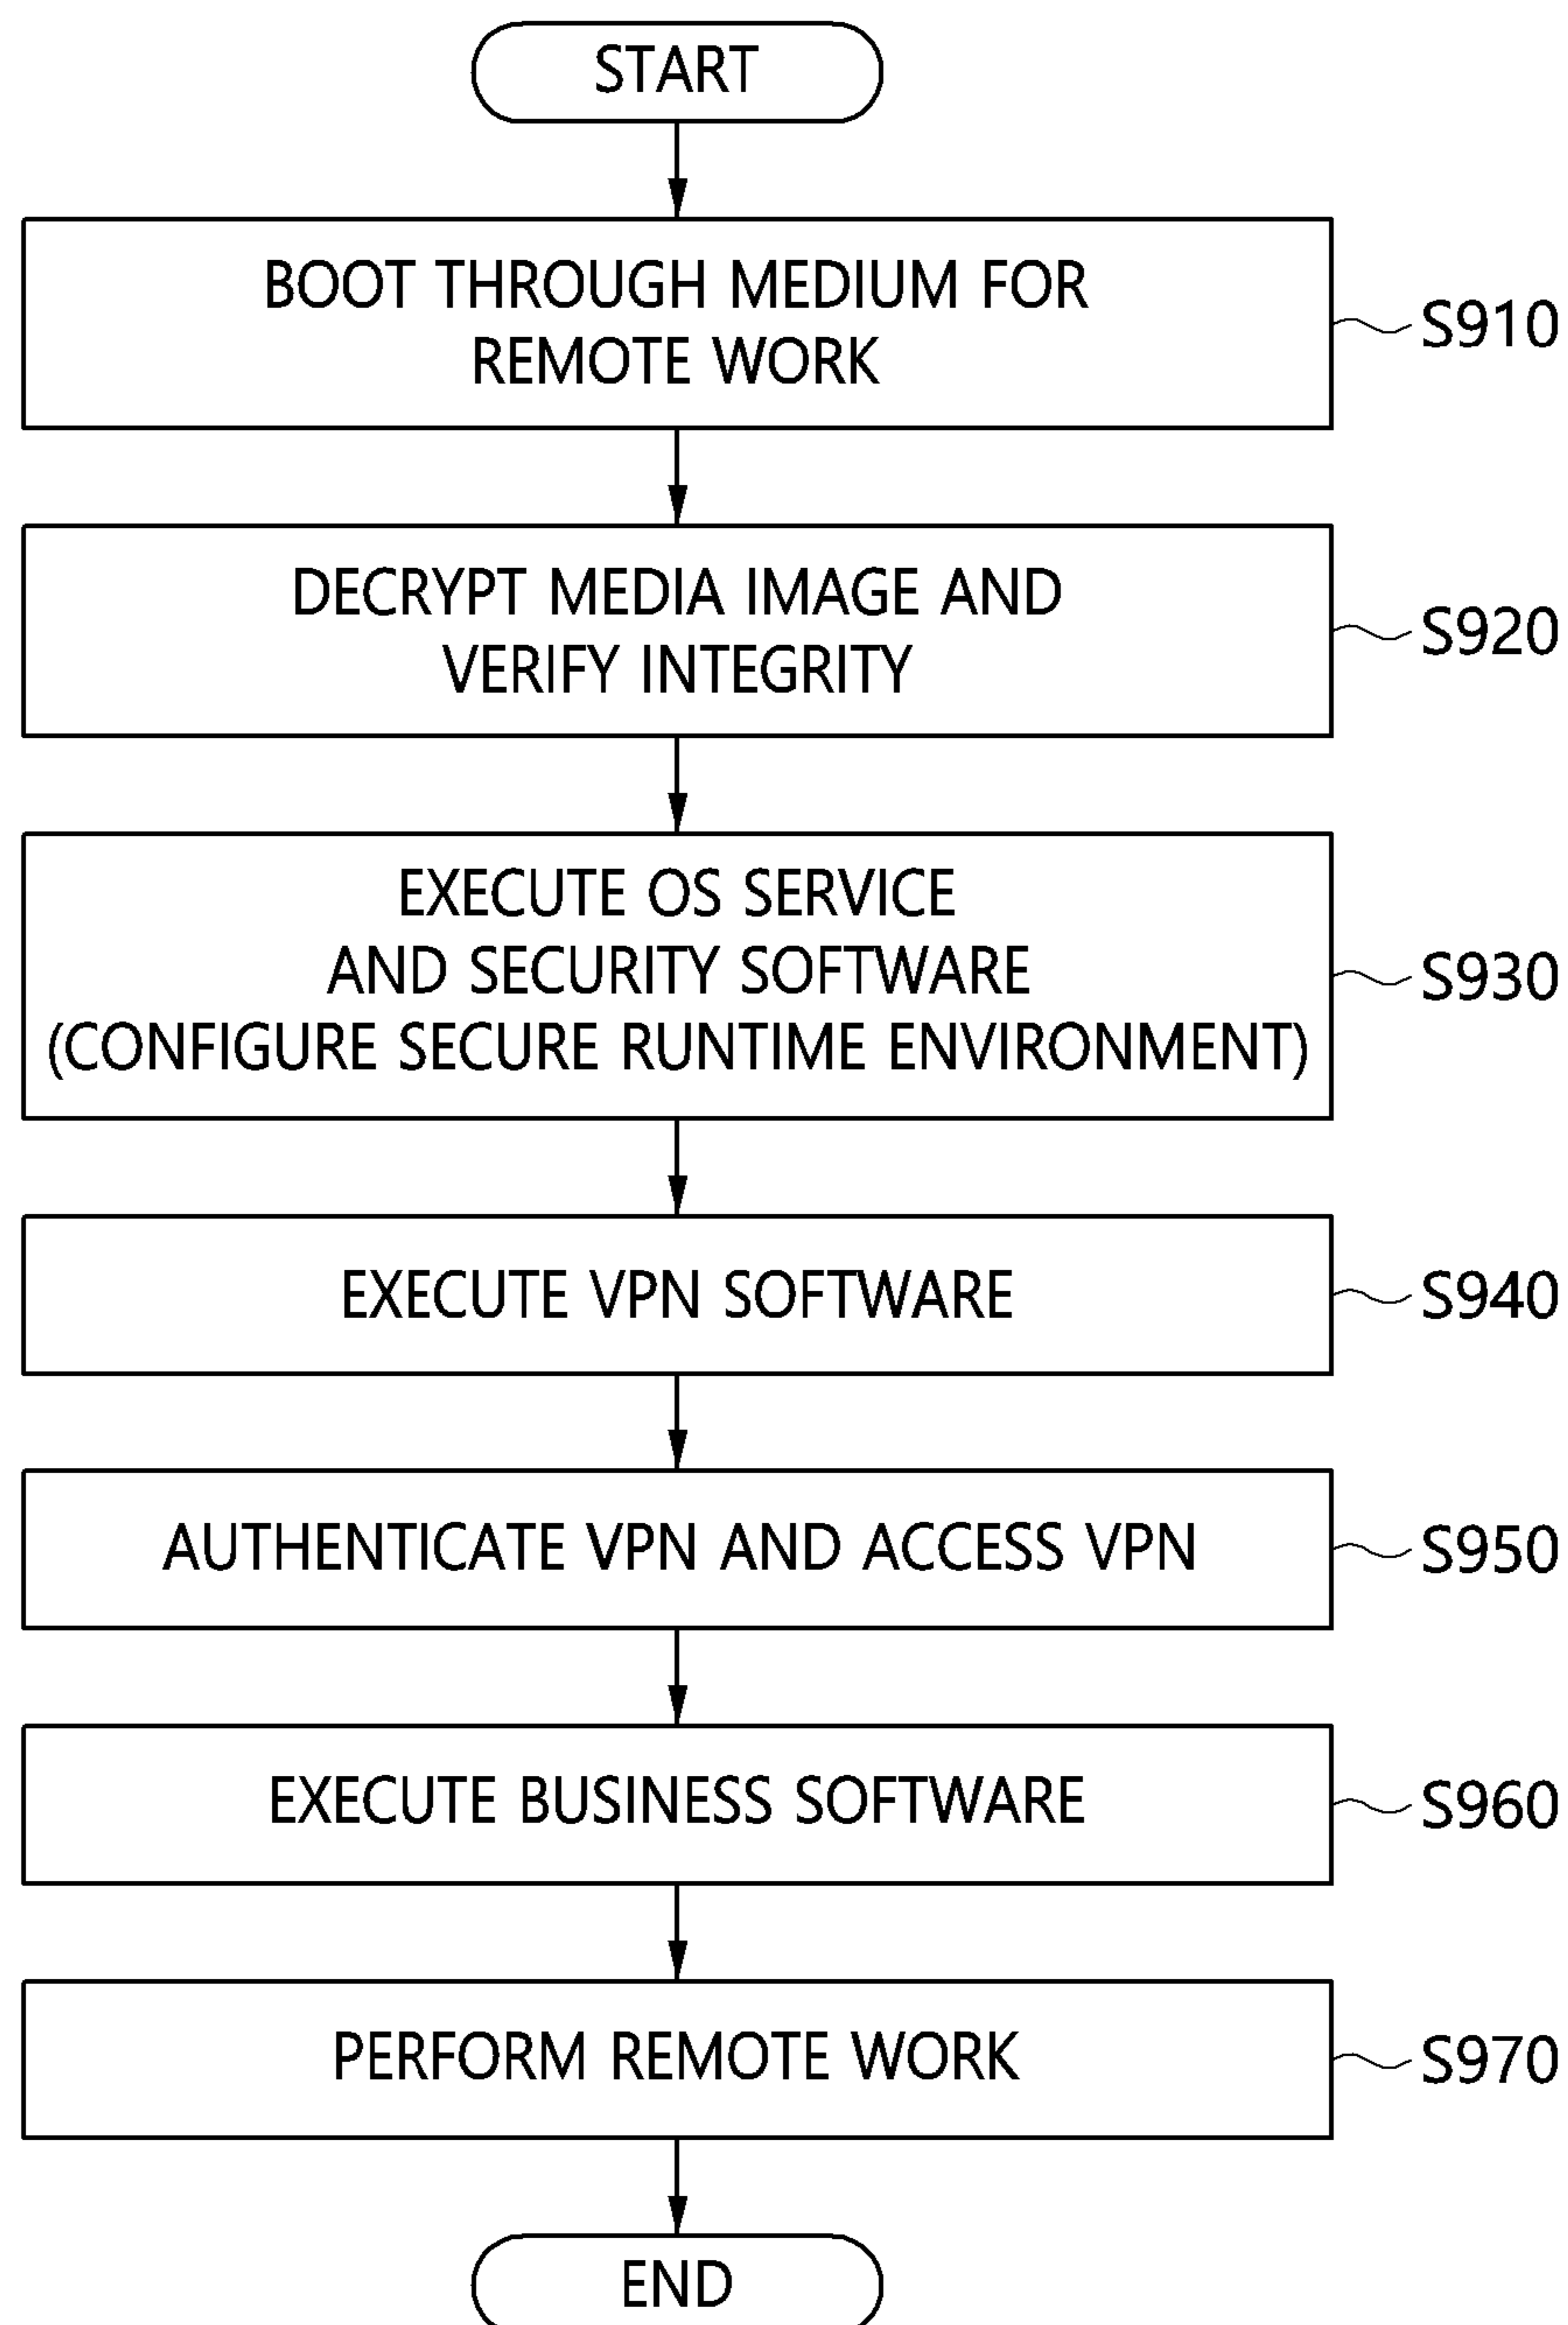 START
BOOT THROUGH MEDIUM FOR
REMOTE WORK
S910
DECRYPT MEDIA IMAGE AND
VERIFY INTEGRITY
S920
EXECUTE OS SERVICE
AND SECURITY SOFTWARE
(CONFIGURE SECURE RUNTIME ENVIRONMENT)
S930
EXECUTE VPN SOFTWARE
S940
AUTHENTICATE VPN AND ACCESS VPN
S950
EXECUTE BUSINESS SOFTWARE
S960
PERFORM REMOTE WORK
S970
END